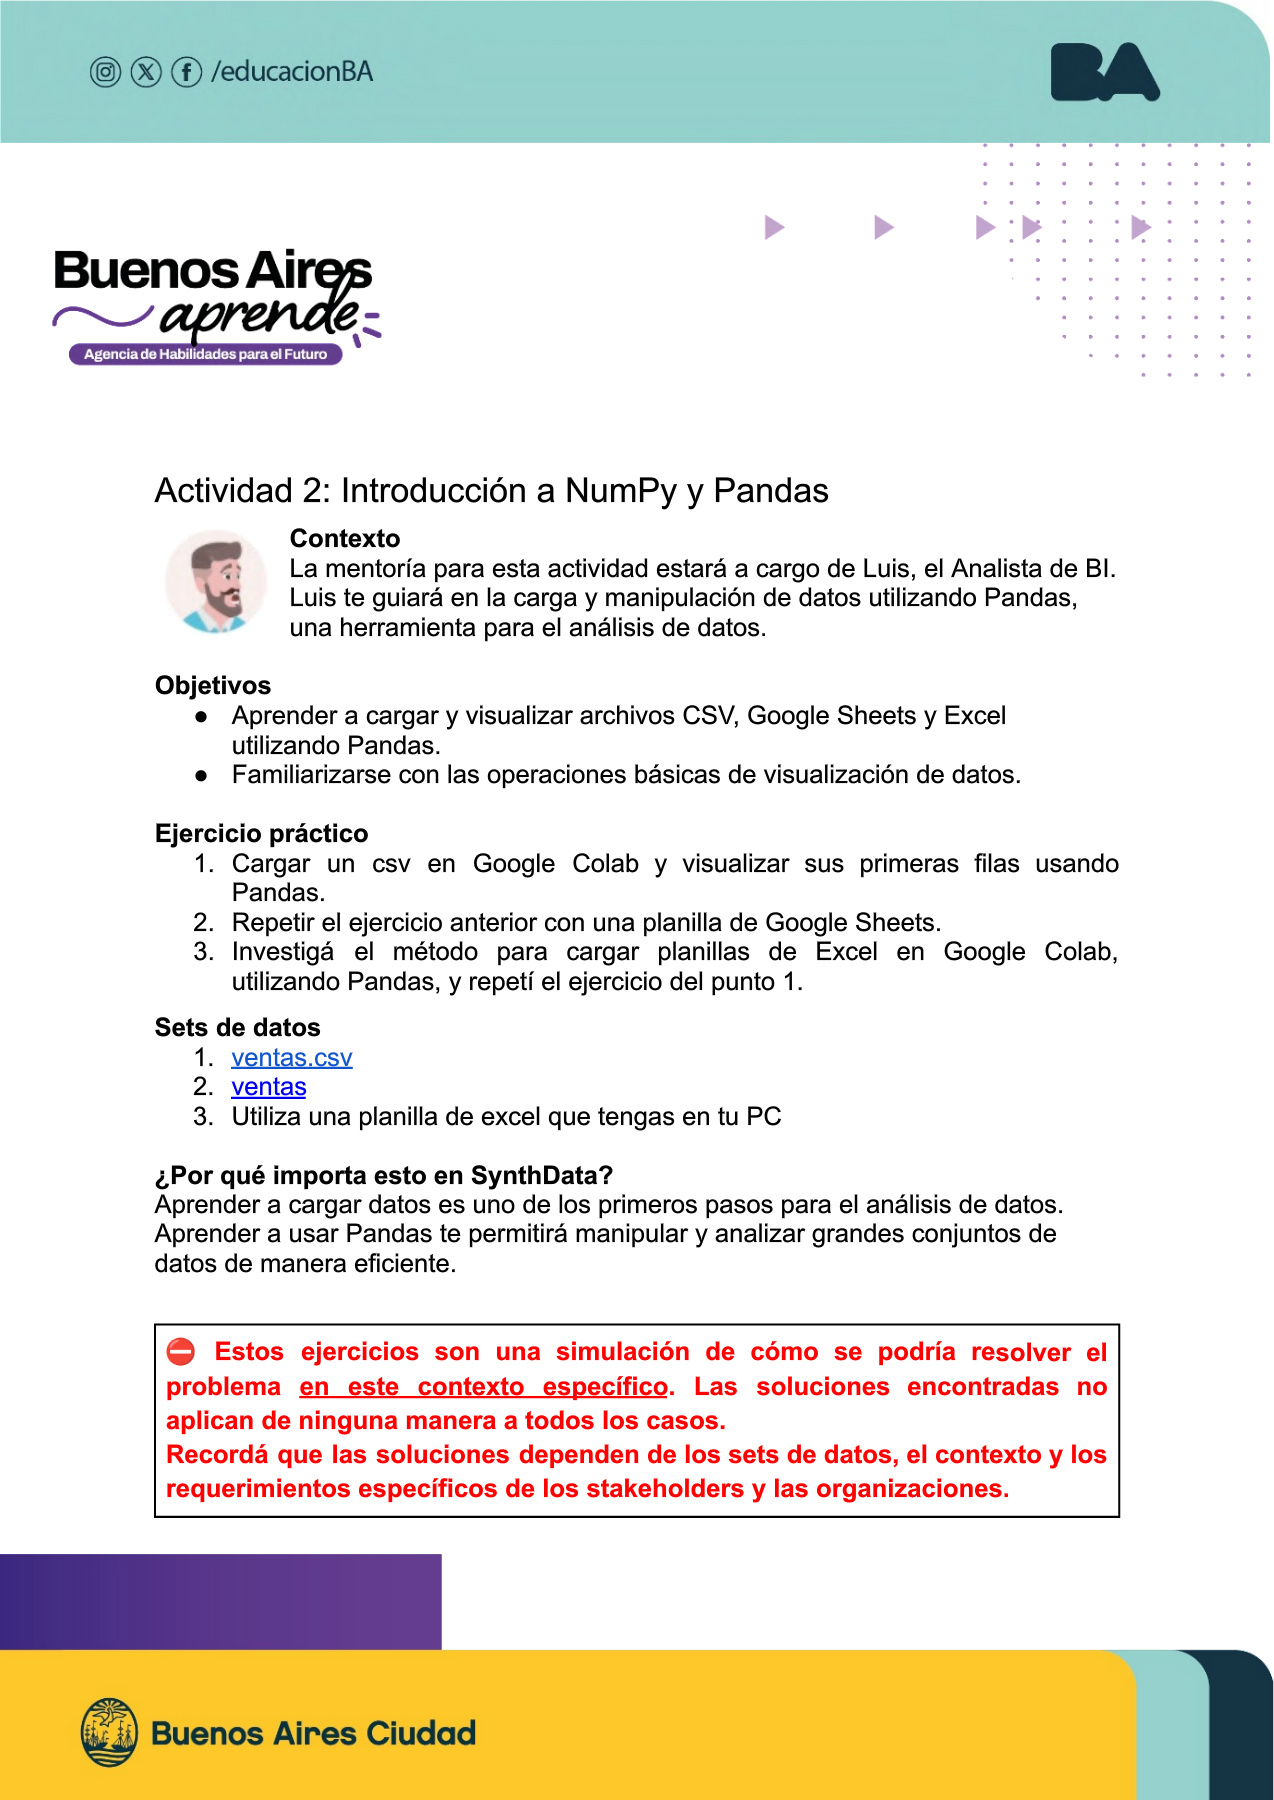 /educacionBA
BA
Buenos Aires
aprende
Agencia de Habilidades para el Futuro
Actividad 2: Introducción a NumPy y Pandas
Contexto
La mentoría para esta actividad estará a cargo de Luis, el Analista de BI.
Luis te guiará en la carga y manipulación de datos utilizando Pandas,
una herramienta para el análisis de datos.
Objetivos
● Aprender a cargar y visualizar archivos CSV, Google Sheets y Excel
utilizando Pandas.
● Familiarizarse con las operaciones básicas de visualización de datos.
Ejercicio práctico
1. Cargar un csv en Google Colab y visualizar sus primeras filas usando
Pandas.
2. Repetir el ejercicio anterior con una planilla de Google Sheets.
3. Investigá el método para cargar planillas de Excel en Google Colab,
utilizando Pandas, y repetí el ejercicio del punto 1.
Sets de datos
1. ventas.csv
2. ventas
3. Utiliza una planilla de excel que tengas en tu PC
¿Por qué importa esto en SynthData?
Aprender a cargar datos es uno de los primeros pasos para el análisis de datos.
Aprender a usar Pandas te permitirá manipular y analizar grandes conjuntos de
datos de manera eficiente.
⛔ Estos ejercicios son una simulación de cómo se podría resolver el
problema en este contexto específico. Las soluciones encontradas no
aplican de ninguna manera a todos los casos.
Recordá que las soluciones dependen de los sets de datos, el contexto y los
requerimientos específicos de los stakeholders y las organizaciones.
Buenos Aires Ciudad